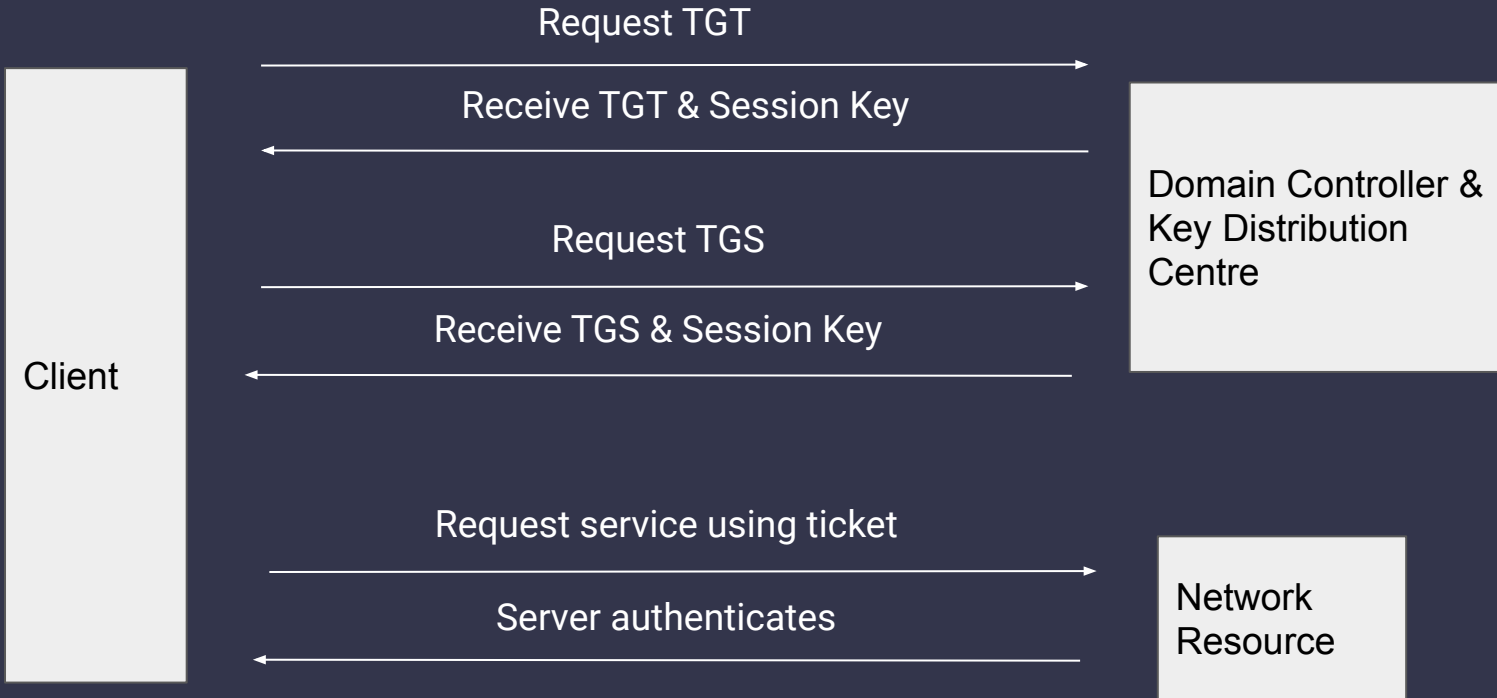 Request TGT
Receive TGT & Session Key
Domain Controller &
Key Distribution
Centre
Request TGS
Receive TGS & Session Key
Client
Request service using ticket
Server authenticates
Network
Resource